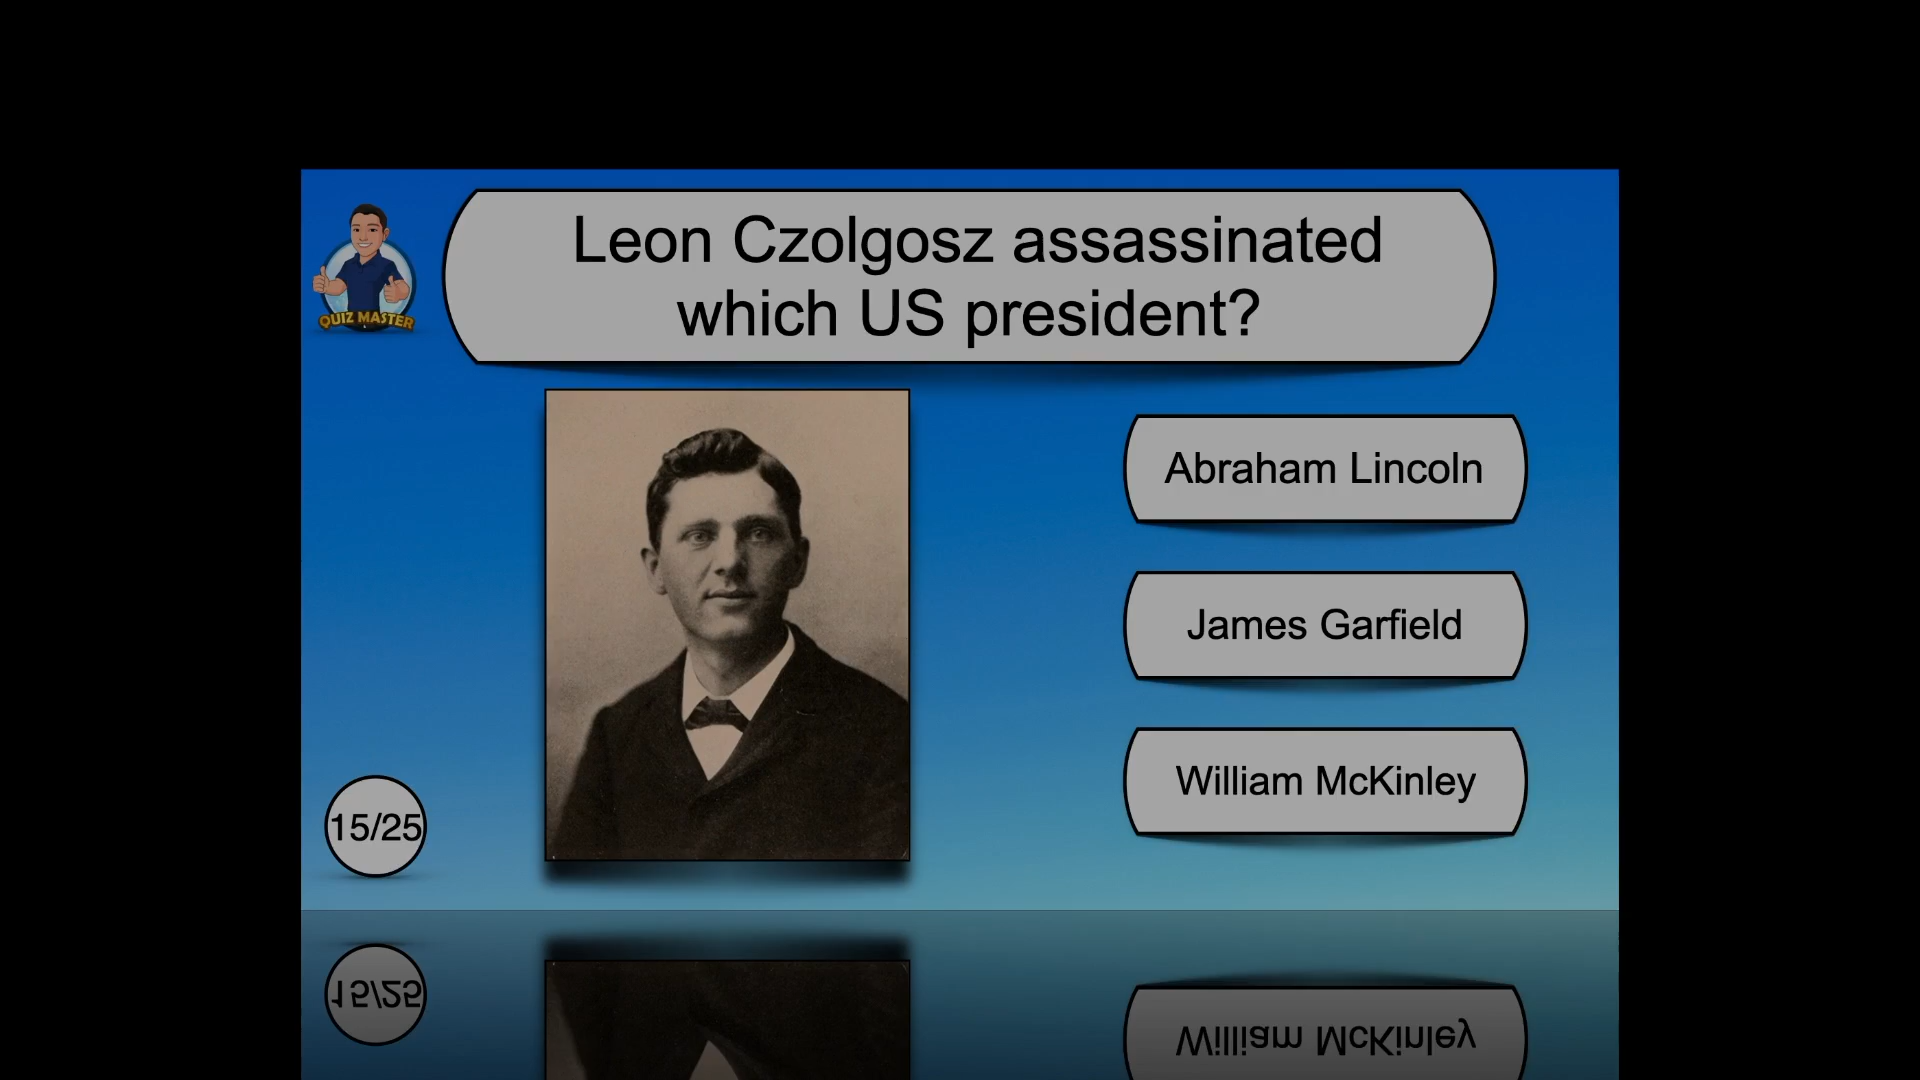 Leon Czolgosz assassinated
which US president?
QUIZ MASTER
Abraham Lincoln
James Garfield
William McKinley
15/25
15/25
William McKinley